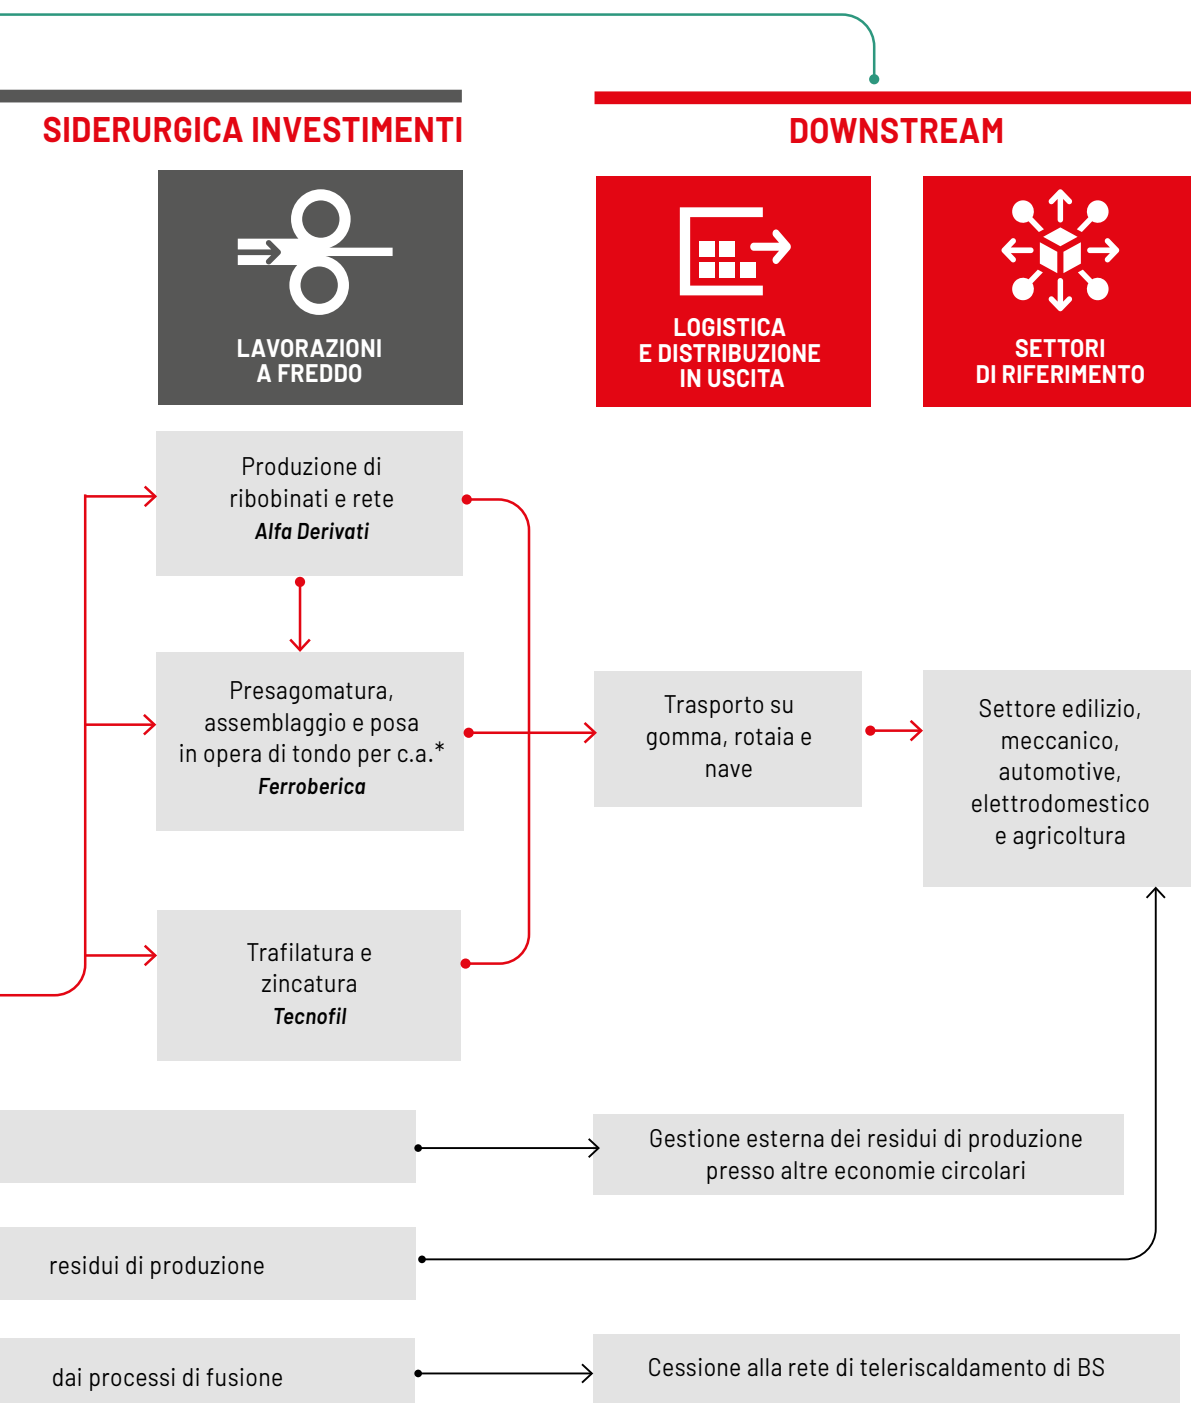 SIDERURGICA INVESTIMENTI
DOWNSTREAM
LAVORAZIONI
A FREDDO
LOGISTICA
E DISTRIBUZIONE
IN USCITA
SETTORI
DI RIFERIMENTO
Produzione di
ribobinati e rete
Alfa Derivati
Presagomatura,
assemblaggio e posa
in opera di tondo per c.a.*
Ferroberica
Trasporto su
gomma, rotaia e
nave
Settore edilizio,
meccanico,
automotive,
elettrodomestico
e agricoltura
Trafilatura e
zincatura
Tecnofil
Gestione esterna dei residui di produzione
presso altre economie circolari
residui di produzione
dai processi di fusione
Cessione alla rete di teleriscaldamento di BS